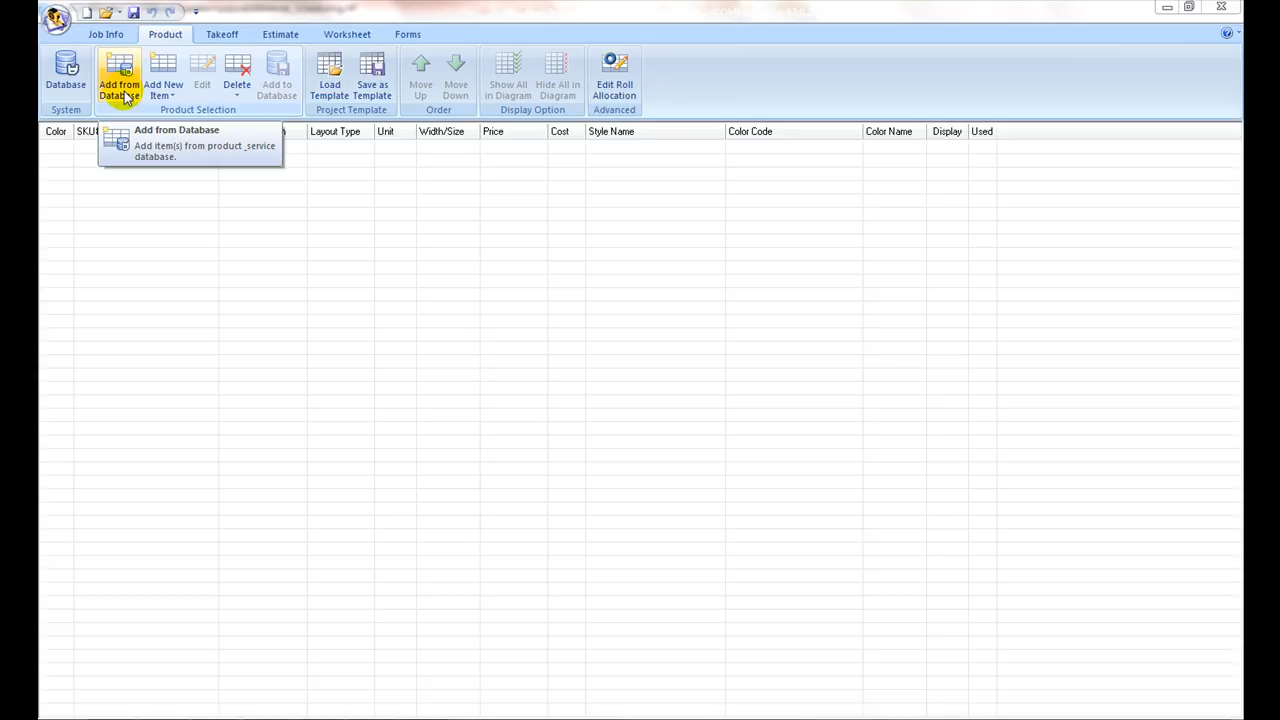 Job Info Product Takeoff Estimate Worksheet Forms
Database
Add from Database
Add New Item
Edit
Delete
Add to Database
Load Template
Save as Template
Move Up
Move Down
Show All in Diagram
Hide All in Diagram
Edit Roll Allocation
System Product Selection Project Template Order Display Option Advanced
Color Layout Type Unit Width/Size Price Cost Style Name Color Code Color Name Display Used
Add from Database
Add item(s) from product _service
database.